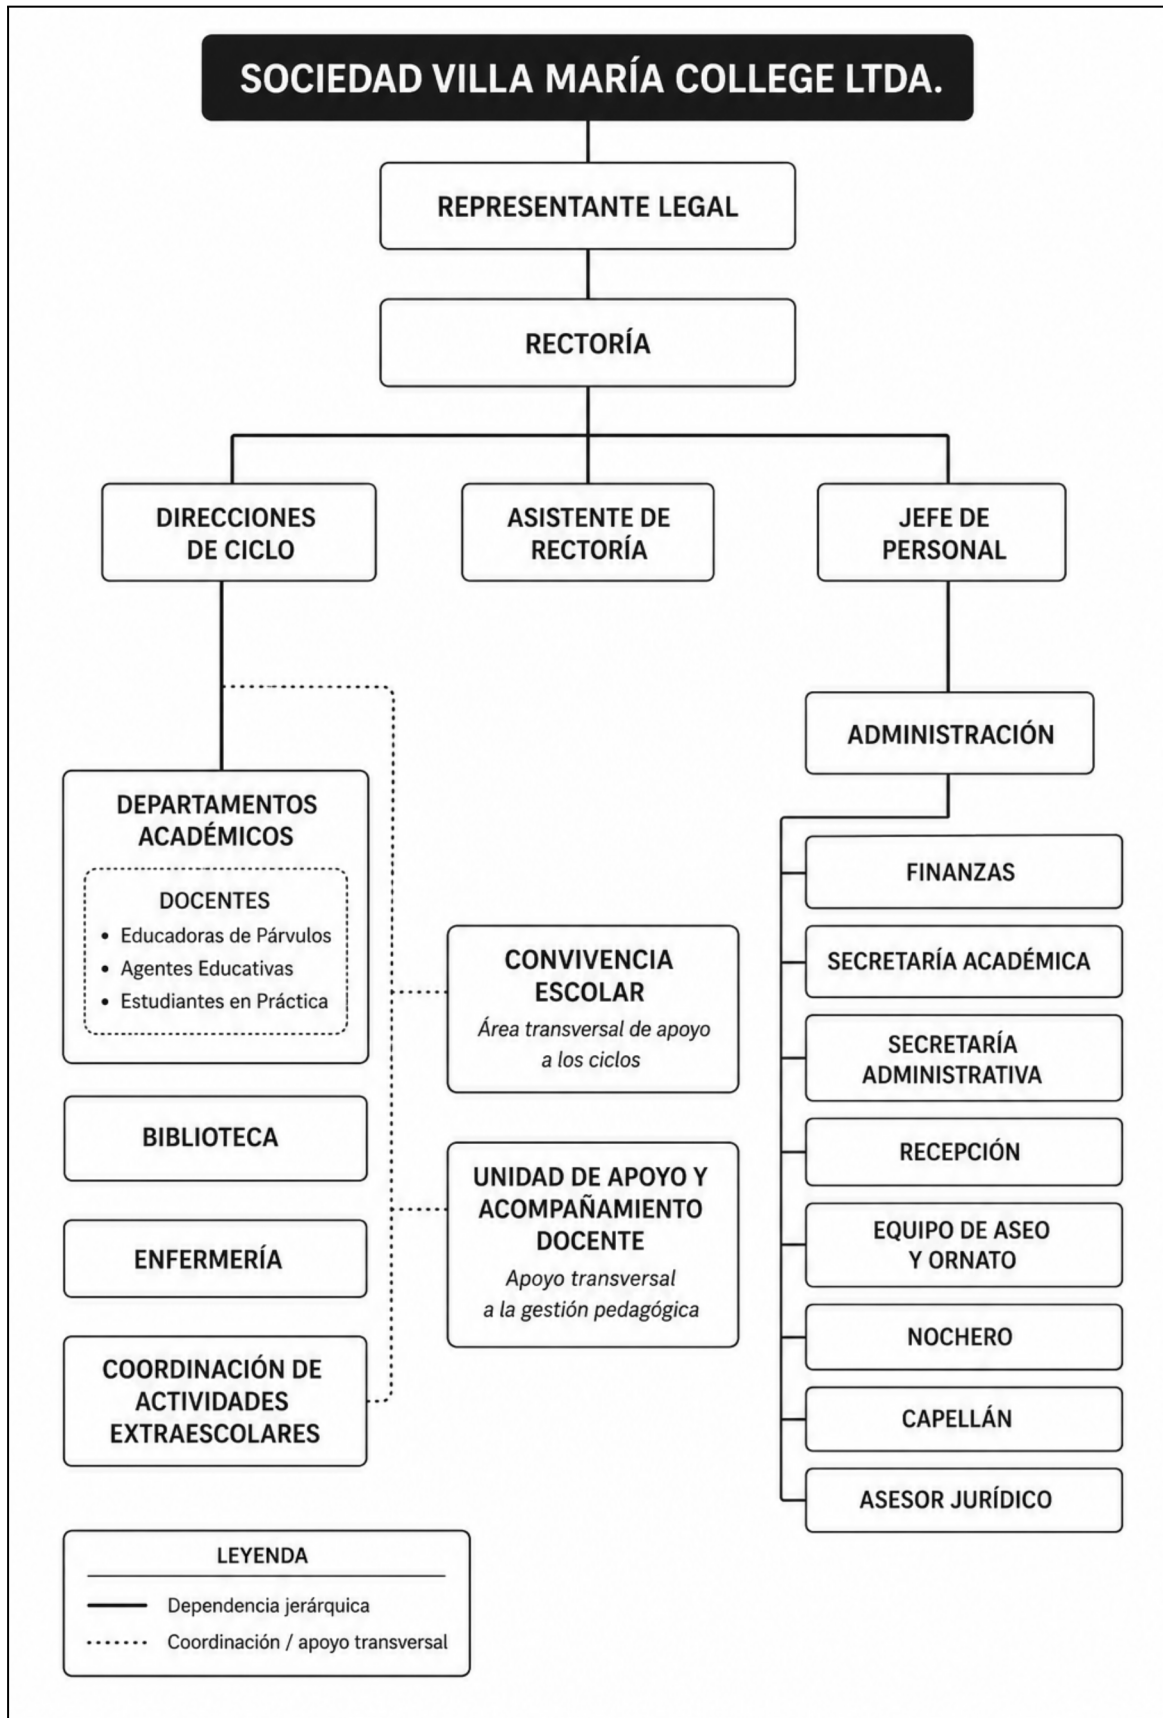 SOCIEDAD VILLA MARÍA COLLEGE LTDA.
REPRESENTANTE LEGAL
RECTORÍA
DIRECCIONES
DE CICLO
ASISTENTE DE
RECTORÍA
JEFE DE
PERSONAL
ADMINISTRACIÓN
DEPARTAMENTOS
ACADÉMICOS
DOCENTES
• Educadoras de Párvulos
• Agentes Educativas
• Estudiantes en Práctica
BIBLIOTECA
ENFERMERÍA
COORDINACIÓN DE
ACTIVIDADES
EXTRAESCOLARES
CONVIVENCIA
ESCOLAR
Área transversal de apoyo
a los ciclos
UNIDAD DE APOYO Y
ACOMPAÑAMIENTO
DOCENTE
Apoyo transversal
a la gestión pedagógica
FINANZAS
SECRETARÍA ACADÉMICA
SECRETARÍA
ADMINISTRATIVA
RECEPCIÓN
EQUIPO DE ASEO
Y ORNATO
NOCHERO
CAPELLÁN
ASESOR JURÍDICO
LEYENDA
Dependencia jerárquica
Coordinación / apoyo transversal